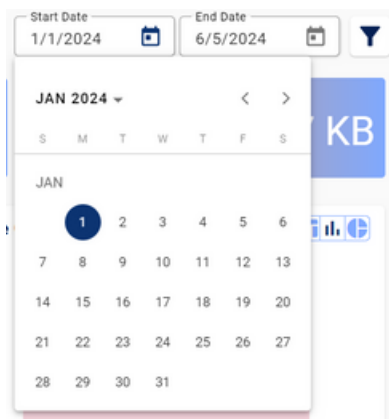 Start Date
1/1/2024
End Date
6/5/2024
JAN 2024
S M T W T F S
KB
JAN
1 2 3 4 5 6
7 8 9 10 11 12 13
14 15 16 17 18 19 20
21 22 23 24 25 26 27
28 29 30 31